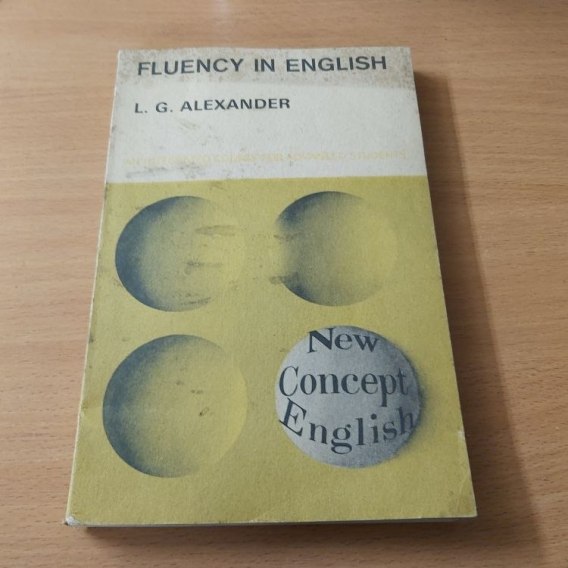 FLUENCY IN ENGLISH
L. G. ALEXANDER
New
Concept
English